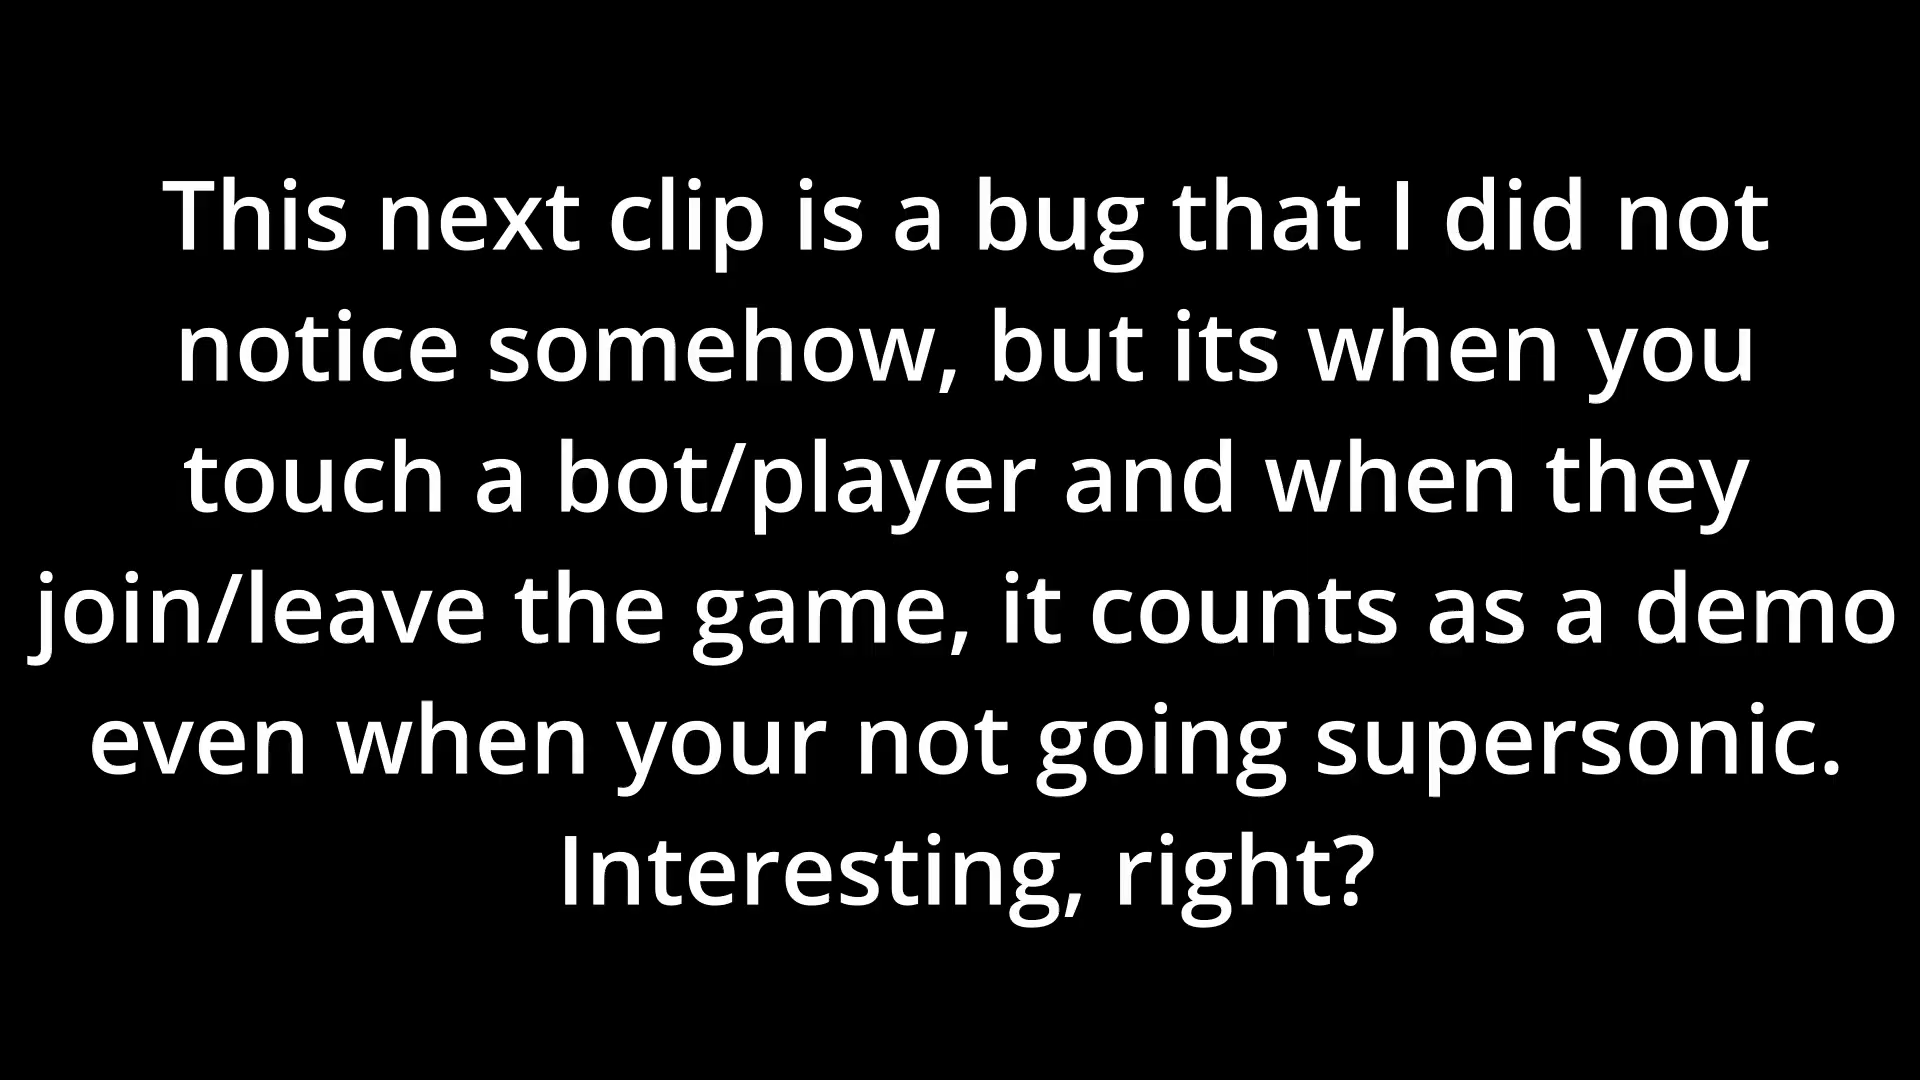 This next clip is a bug that I did not
notice somehow, but its when you
touch a bot/player and when they
join/leave the game, it counts as a demo
even when your not going supersonic.
Interesting, right?